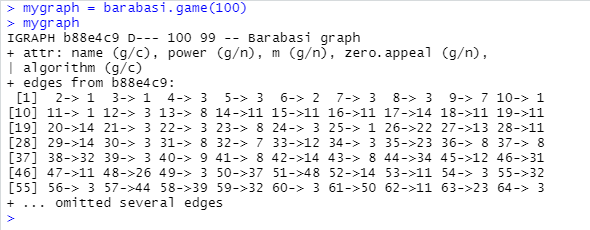 > mygraph = barabasi.game(100)
> mygraph
IGRAPH b88e4c9 D--- 100 99 -- Barabasi graph
+ attr: name (g/c), power (g/n), m (g/n), zero.appeal (g/n),
| algorithm (g/c)
+ edges from b88e4c9:
[1] 2-> 1 3-> 1 4-> 3 5-> 3 6-> 2 7-> 3 8-> 3 9-> 7 10-> 1
[10] 11-> 1 12-> 3 13-> 8 14->11 15->11 16->11 17->14 18->11 19->11
[19] 20->14 21-> 3 22-> 3 23-> 8 24-> 3 25-> 1 26->22 27->13 28->11
[28] 29->14 30-> 3 31-> 8 32-> 7 33->12 34-> 3 35->23 36-> 8 37-> 8
[37] 38->32 39-> 3 40-> 9 41-> 8 42->14 43-> 8 44->34 45->12 46->31
[46] 47->11 48->26 49-> 3 50->37 51->48 52->14 53->11 54-> 3 55->32
[55] 56-> 3 57->44 58->39 59->32 60-> 3 61->50 62->11 63->23 64-> 3
+ ... omitted several edges
>